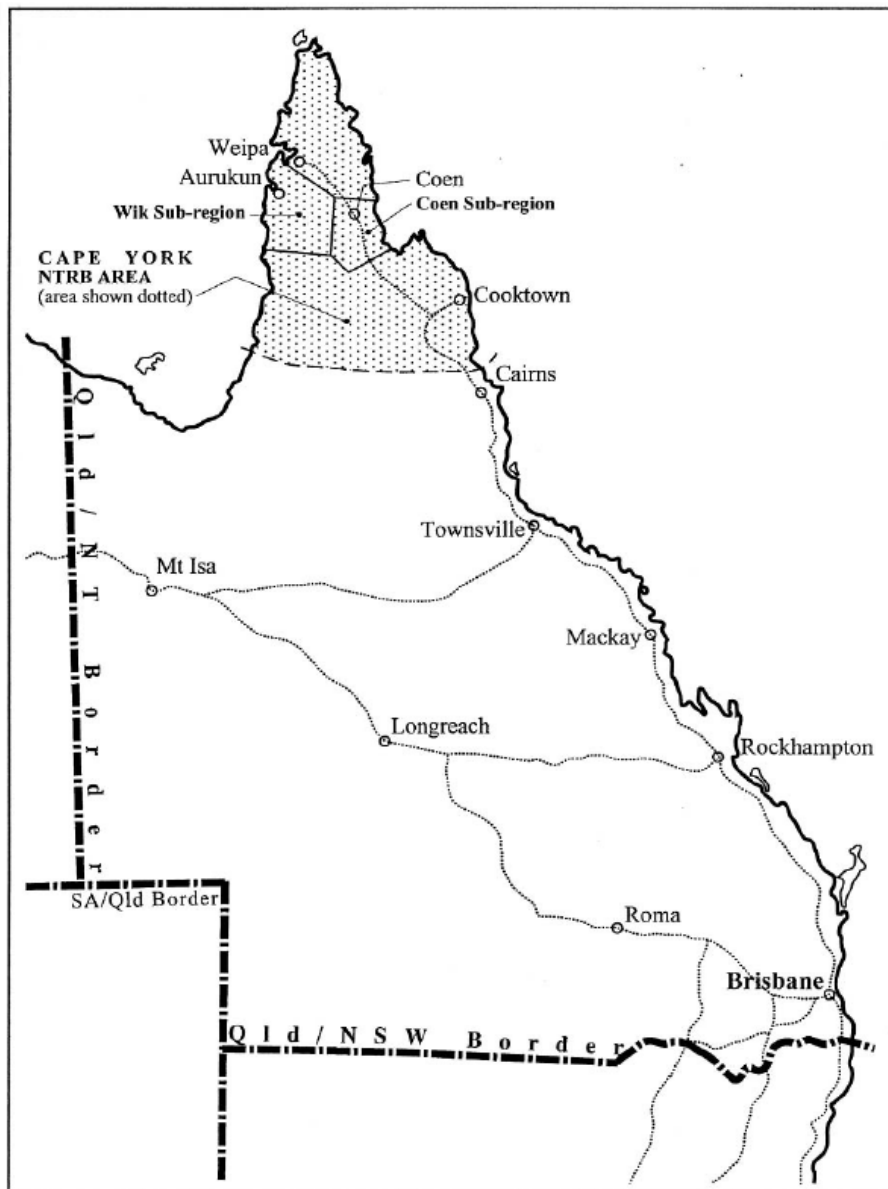 Weipa
Aurukun
Coen
Wik Sub-region
Coen Sub-region
CAPE YORK
NTRB AREA
(area shown dotted)
Cooktown
Cairns
Qld/NT Border
Townsville
Mt Isa
Mackay
Longreach
Rockhampton
SA/Qld Border
Roma
Brisbane
Qld/NSW Border